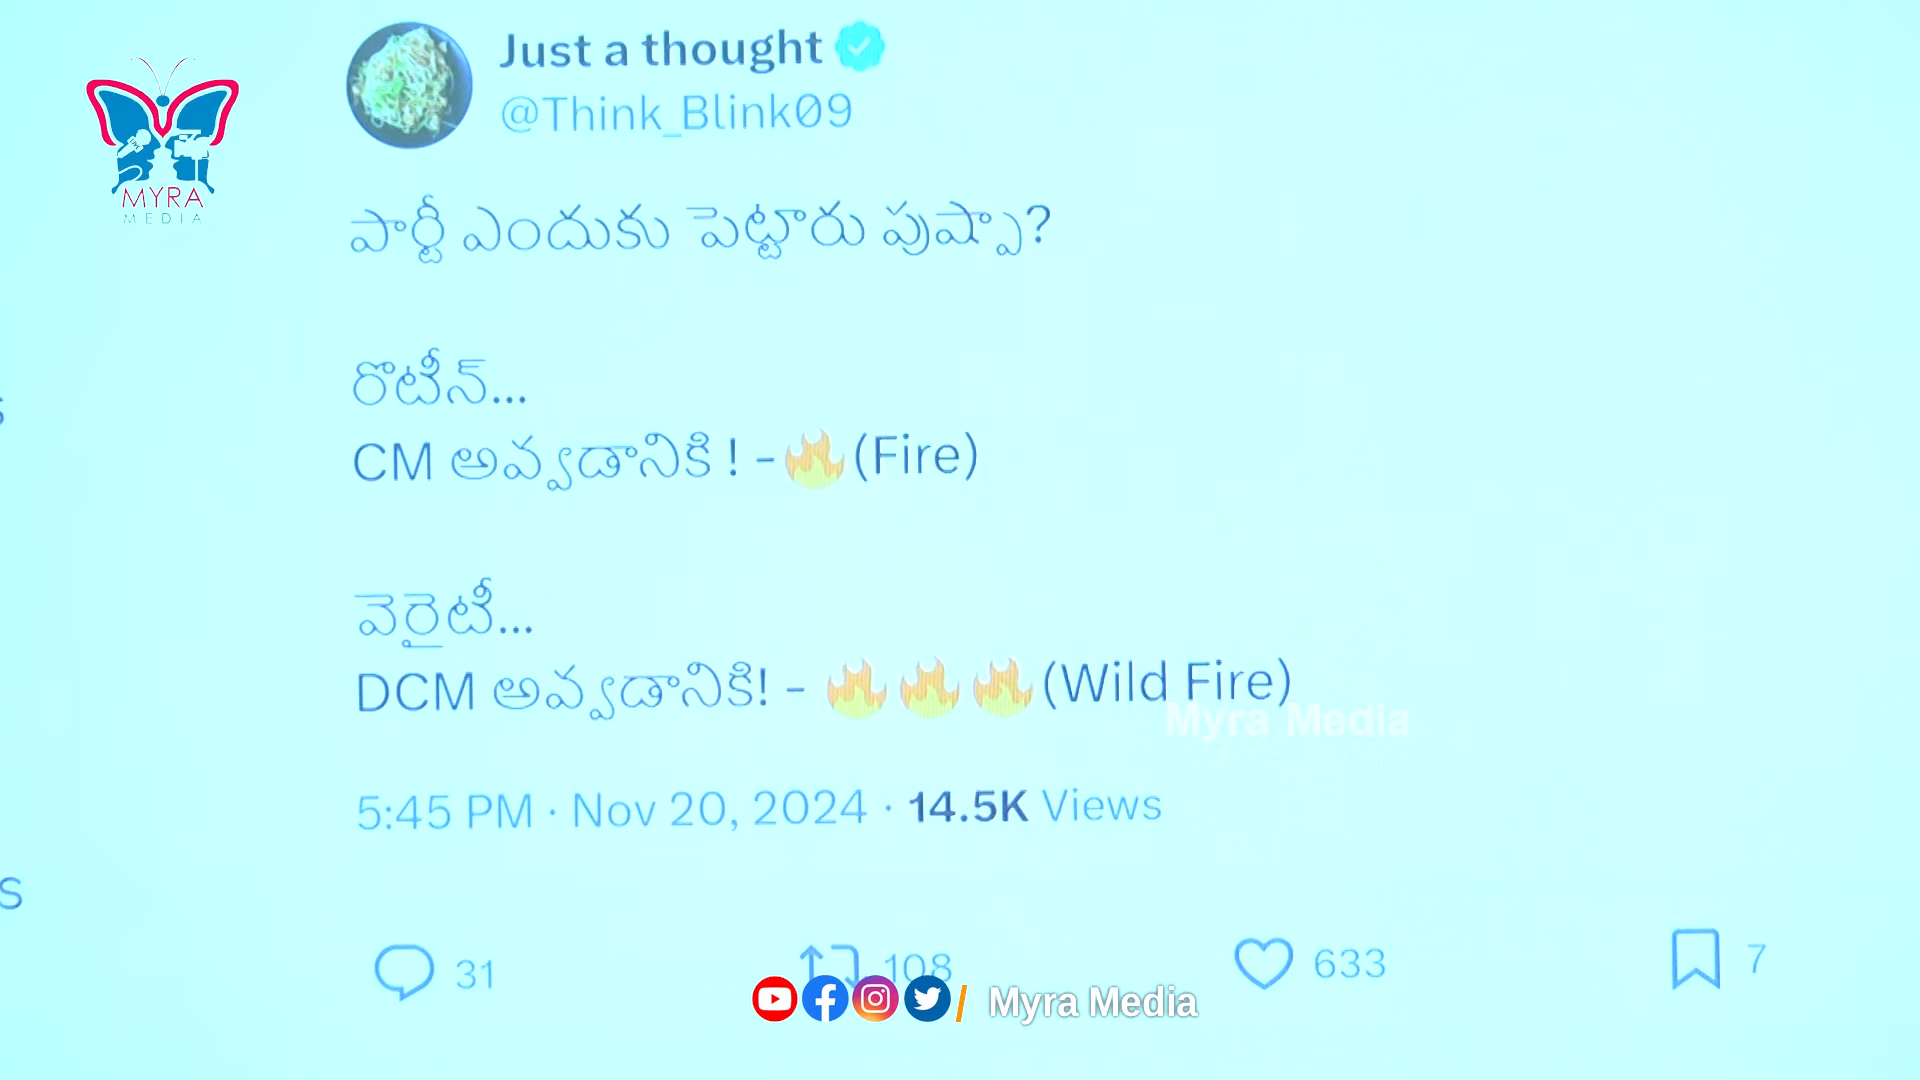 Just a thought
@Think_Blink09
MYRA
MEDIA
పార్టీ ఎందుకు పెట్టారు పుష్పా?
రొటీన్...
CM అవ్వడానికి ! -🔥(Fire)
వెరైటీ...
DCM అవ్వడానికి! - 🔥🔥🔥(Wild Fire)
Myra Media
5:45 PM · Nov 20, 2024 · 14.5K Views
S
31 108 633 7
Myra Media